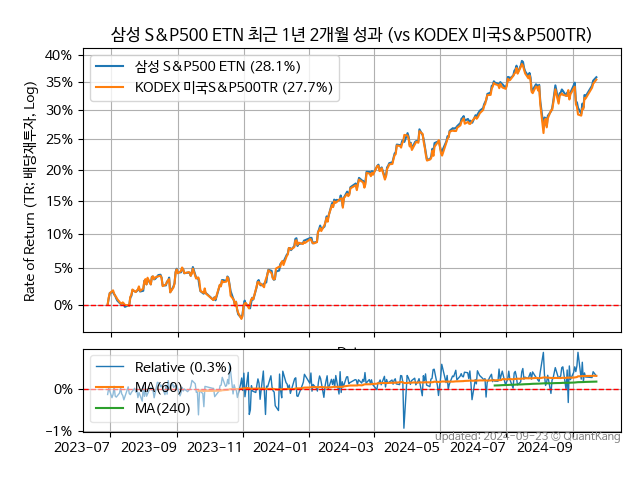 삼성 S&P500 ETN 최근 1년 2개월 성과 (vs KODEX 미국S&P500TR)
Rate of Return (TR: 배당재투자, Log)
40%
35%
30%
25%
20%
15%
10%
5%
0%
삼성 S&P500 ETN (28.1%)
KODEX 미국S&P500TR (27.7%)
0%
−1%
Relative (0.3%)
MA(60)
MA(240)
2023-07
2023-09
2023-11
2024-01
2024-03
2024-05
2024-07
2024-09
updated: 2024-09-23 © QuantKang